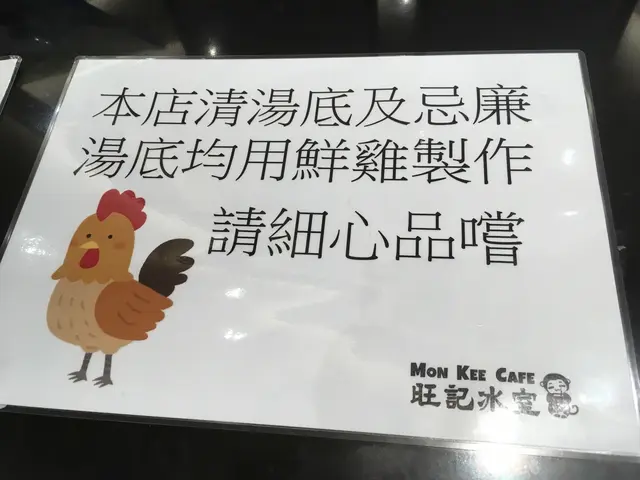 本店清湯底及忌廉
湯底均用鮮雞製作
請細心品嚐
MON KEE CAFE
旺記冰室